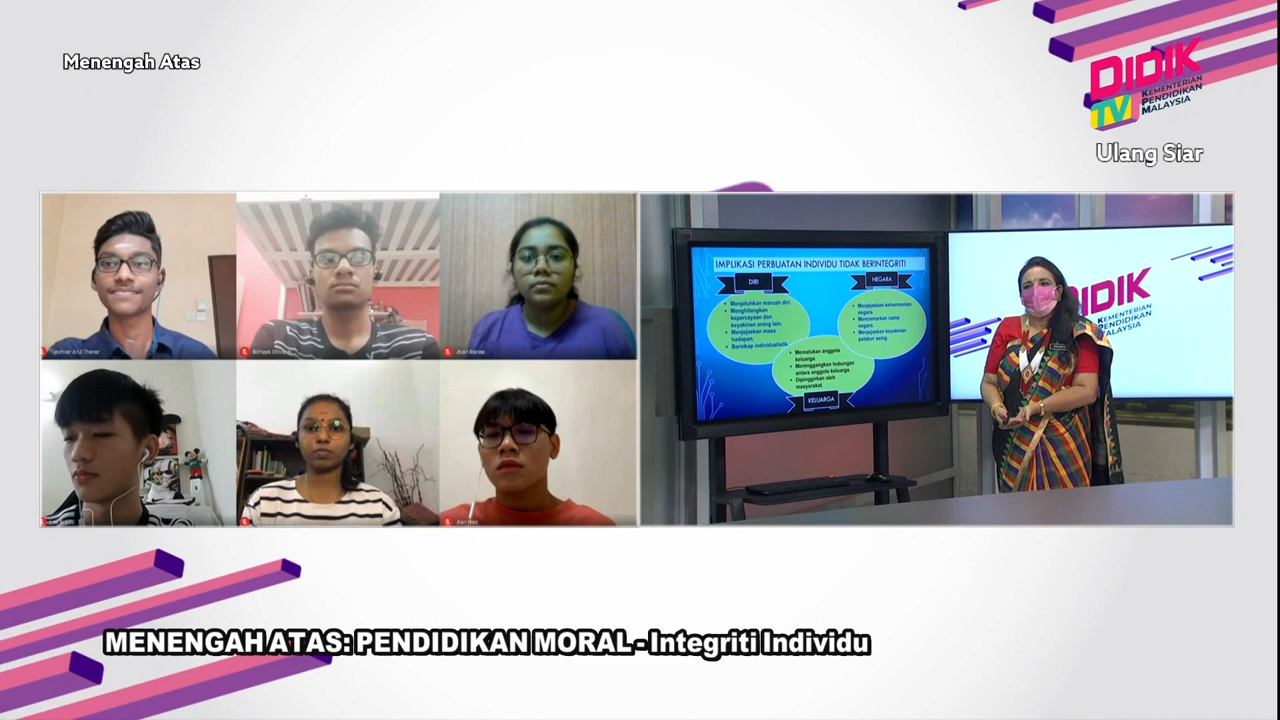 Menengah Atas
DIDIK
TV
KEMENTERIAN
PENDIDIKAN
MALAYSIA
Ulang Siar
IMPLIKASI PERBUATAN INDIVIDU TIDAK BERINTEGRITI
DIRI
• Menjatuhkan maruah diri.
• Menghilangkan
kepercayaan dan
keyakinan orang lain.
• Menjejaskan masa
hadapan.
• Bersikap individualistik
NEGARA
• Menjejaskan keharmonian
negara.
• Mencemarkan nama
negara.
• Menjejaskan keyakinan
pelabur asing.
• Memalukan anggota
keluarga.
• Merenggangkan hubungan
antara anggota keluarga.
• Dipinggirkan oleh
masyarakat.
KELUARGA
DIDIK
KEMENTERIAN
PENDIDIKAN
MALAYSIA
Joan Renee
MENENGAH ATAS: PENDIDIKAN MORAL - Integriti Individu